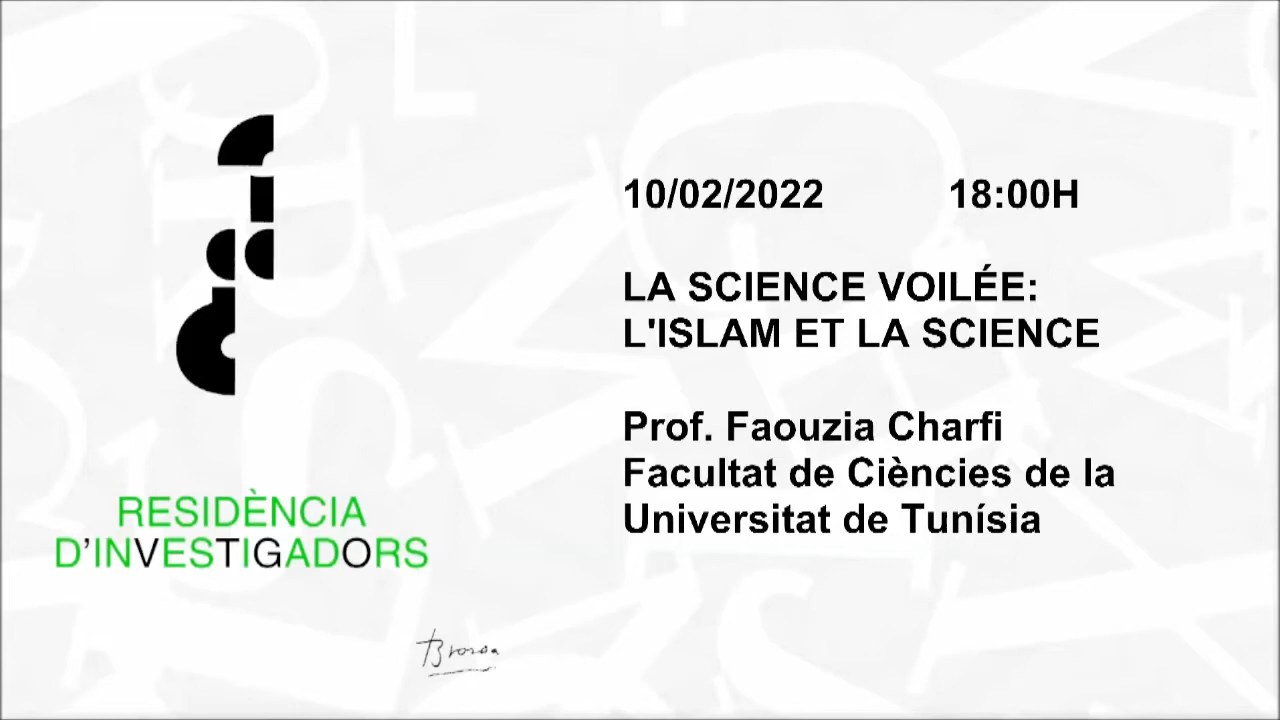 10/02/2022 18:00H
LA SCIENCE VOILÉE:
L'ISLAM ET LA SCIENCE
Prof. Faouzia Charfi
Facultat de Ciències de la
Universitat de Tunísia
RESIDÈNCIA
D’INVESTIGADORS
Brossa